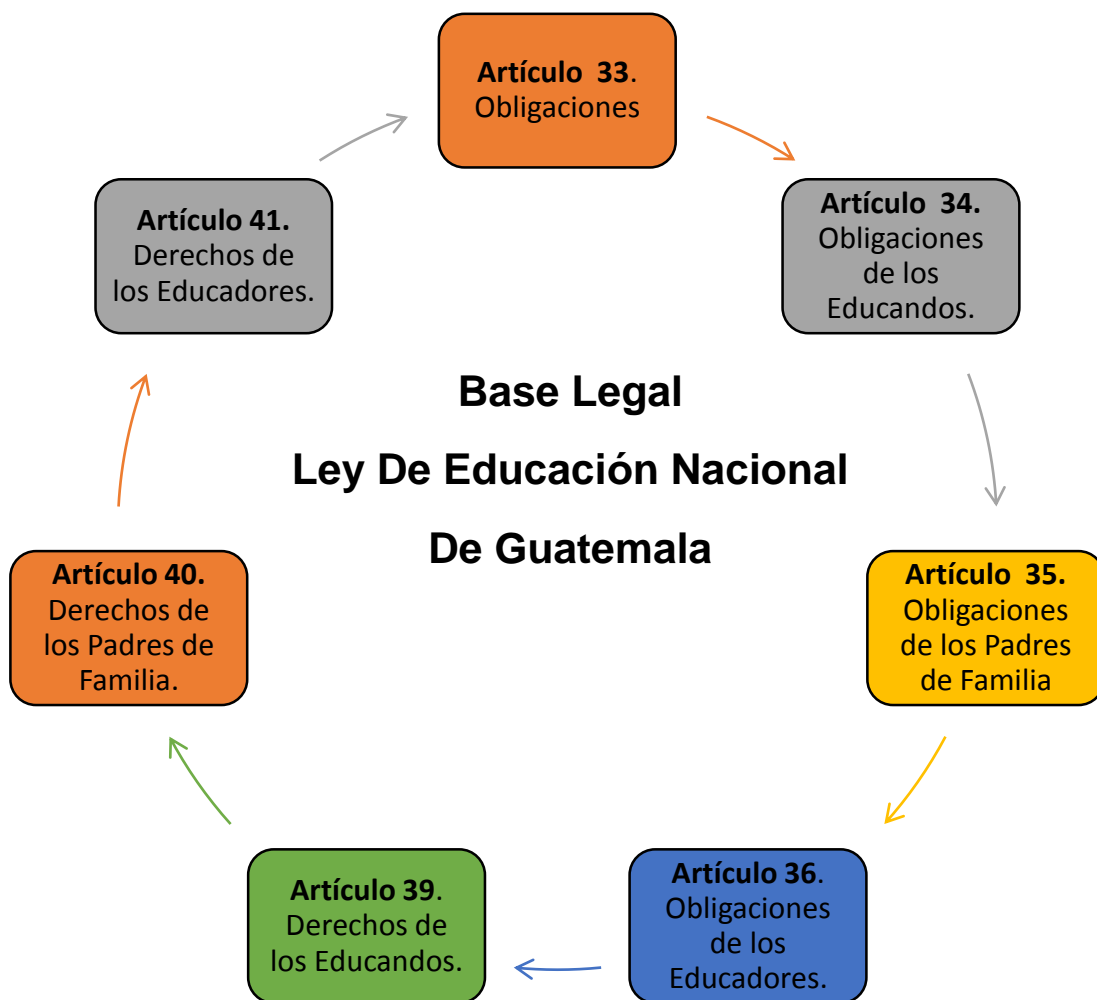 Artículo  33.
Obligaciones
Artículo  34.
Obligaciones
de los
Educandos.
Artículo  35.
Obligaciones
de los Padres
de Familia
Artículo 36.
Obligaciones
de los
Educadores.
Artículo 39.
Derechos de
los Educandos.
Artículo 40.
Derechos de
los Padres de
Familia.
Artículo 41.
Derechos de
los Educadores.
Base Legal
Ley De Educación Nacional
De Guatemala